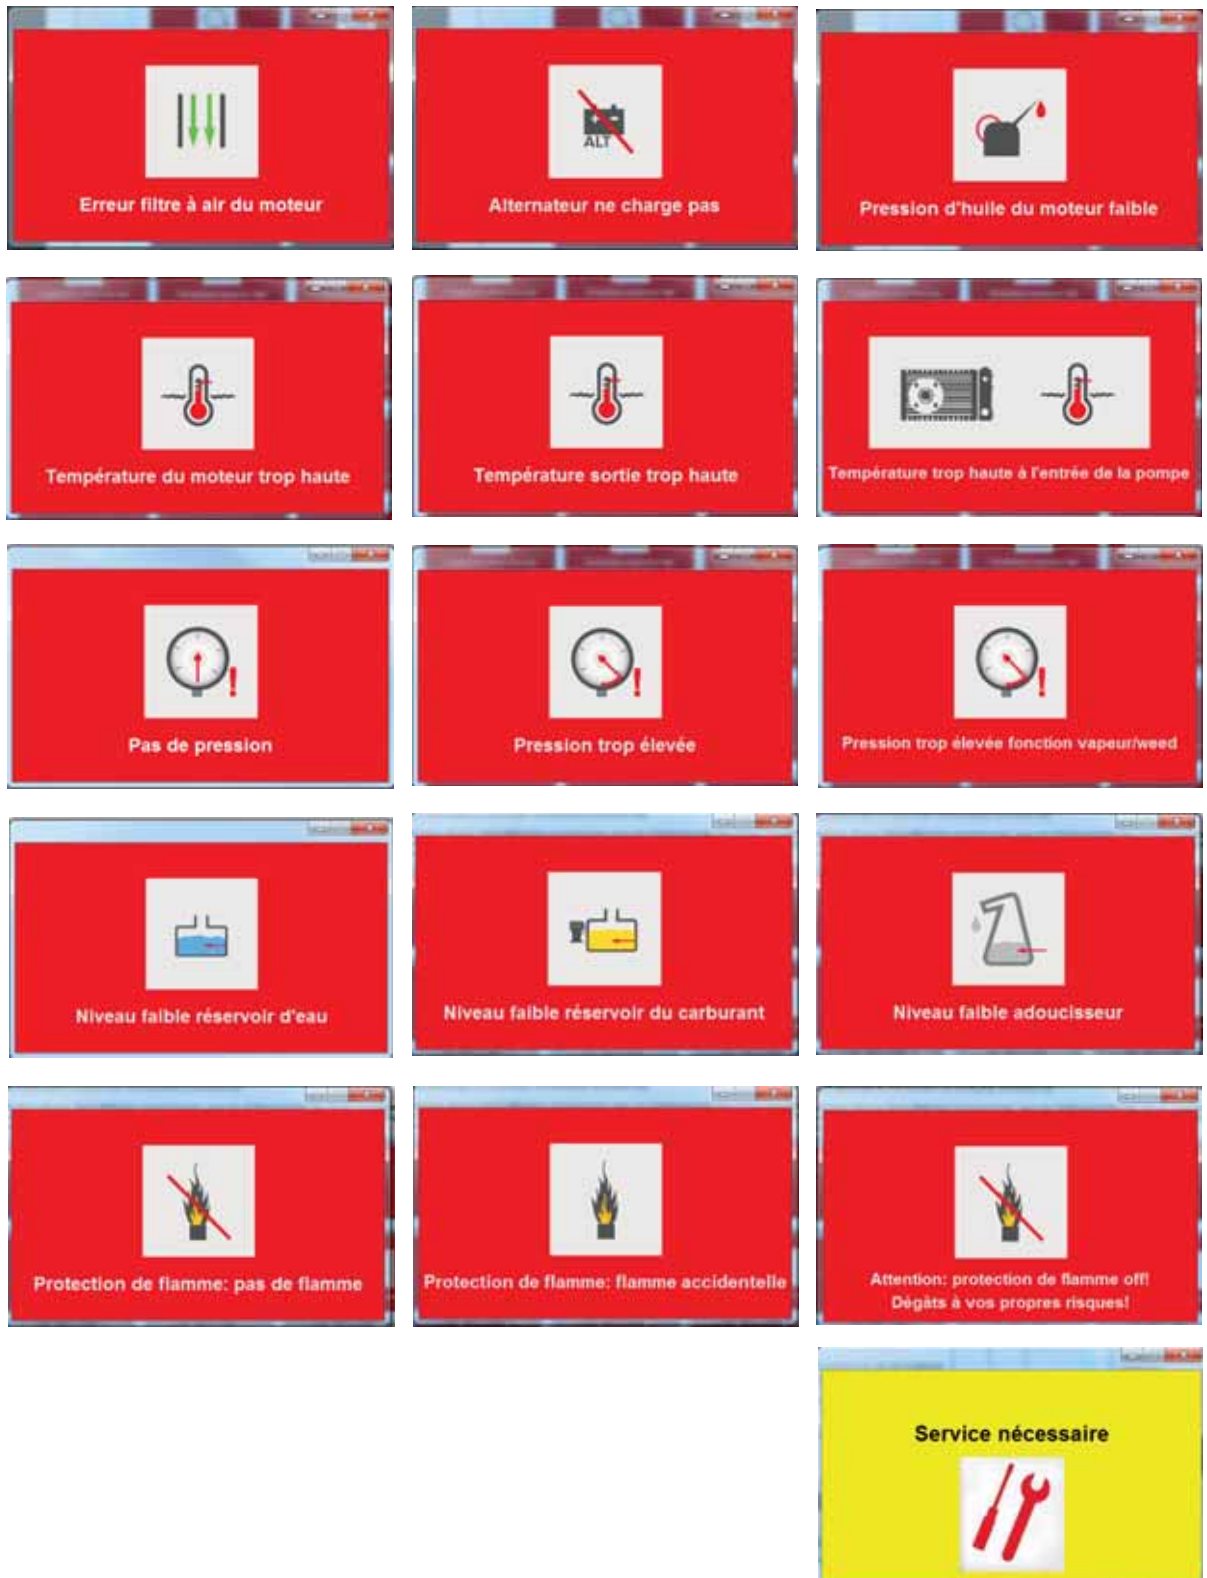 Erreur filtre à air du moteur
ALT
Alternateur ne charge pas
Pression d'huile du moteur faible
Température du moteur trop haute
Température sortie trop haute
Température trop haute à l'entrée de la pompe
Pas de pression
!
Pression trop élevée
!
Pression trop élevée fonction vapeur/weed
!
Niveau faible réservoir d'eau
Niveau faible réservoir du carburant
Niveau faible adoucisseur
Protection de flamme: pas de flamme
Protection de flamme: flamme accidentelle
Attention: protection de flamme off!
Dégâts à vos propres risques!
Service nécessaire